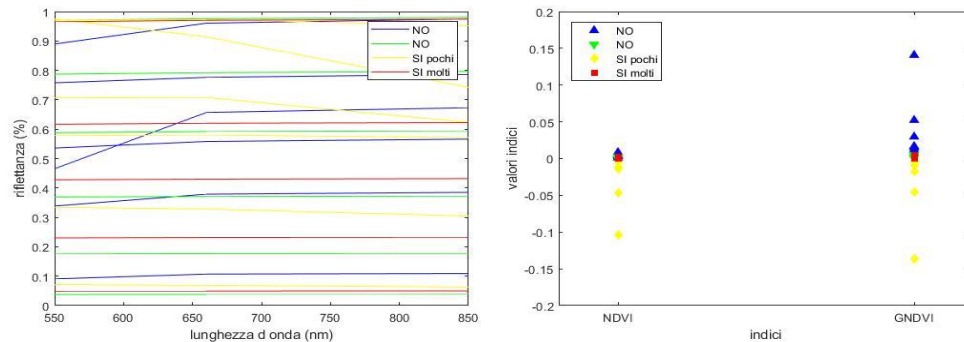 1
0.9
0.8
0.7
0.6
0.5
0.4
0.3
0.2
0.1
0
riflettanza (%)
550 600 650 700 750 800 850
lunghezza d onda (nm)
NO
NO
SI pochi
SI molti
0.2
0.15
0.1
0.05
0
-0.05
-0.1
-0.15
-0.2
valori indici
NDVI GNDVI
indici
NO
NO
SI pochi
SI molti